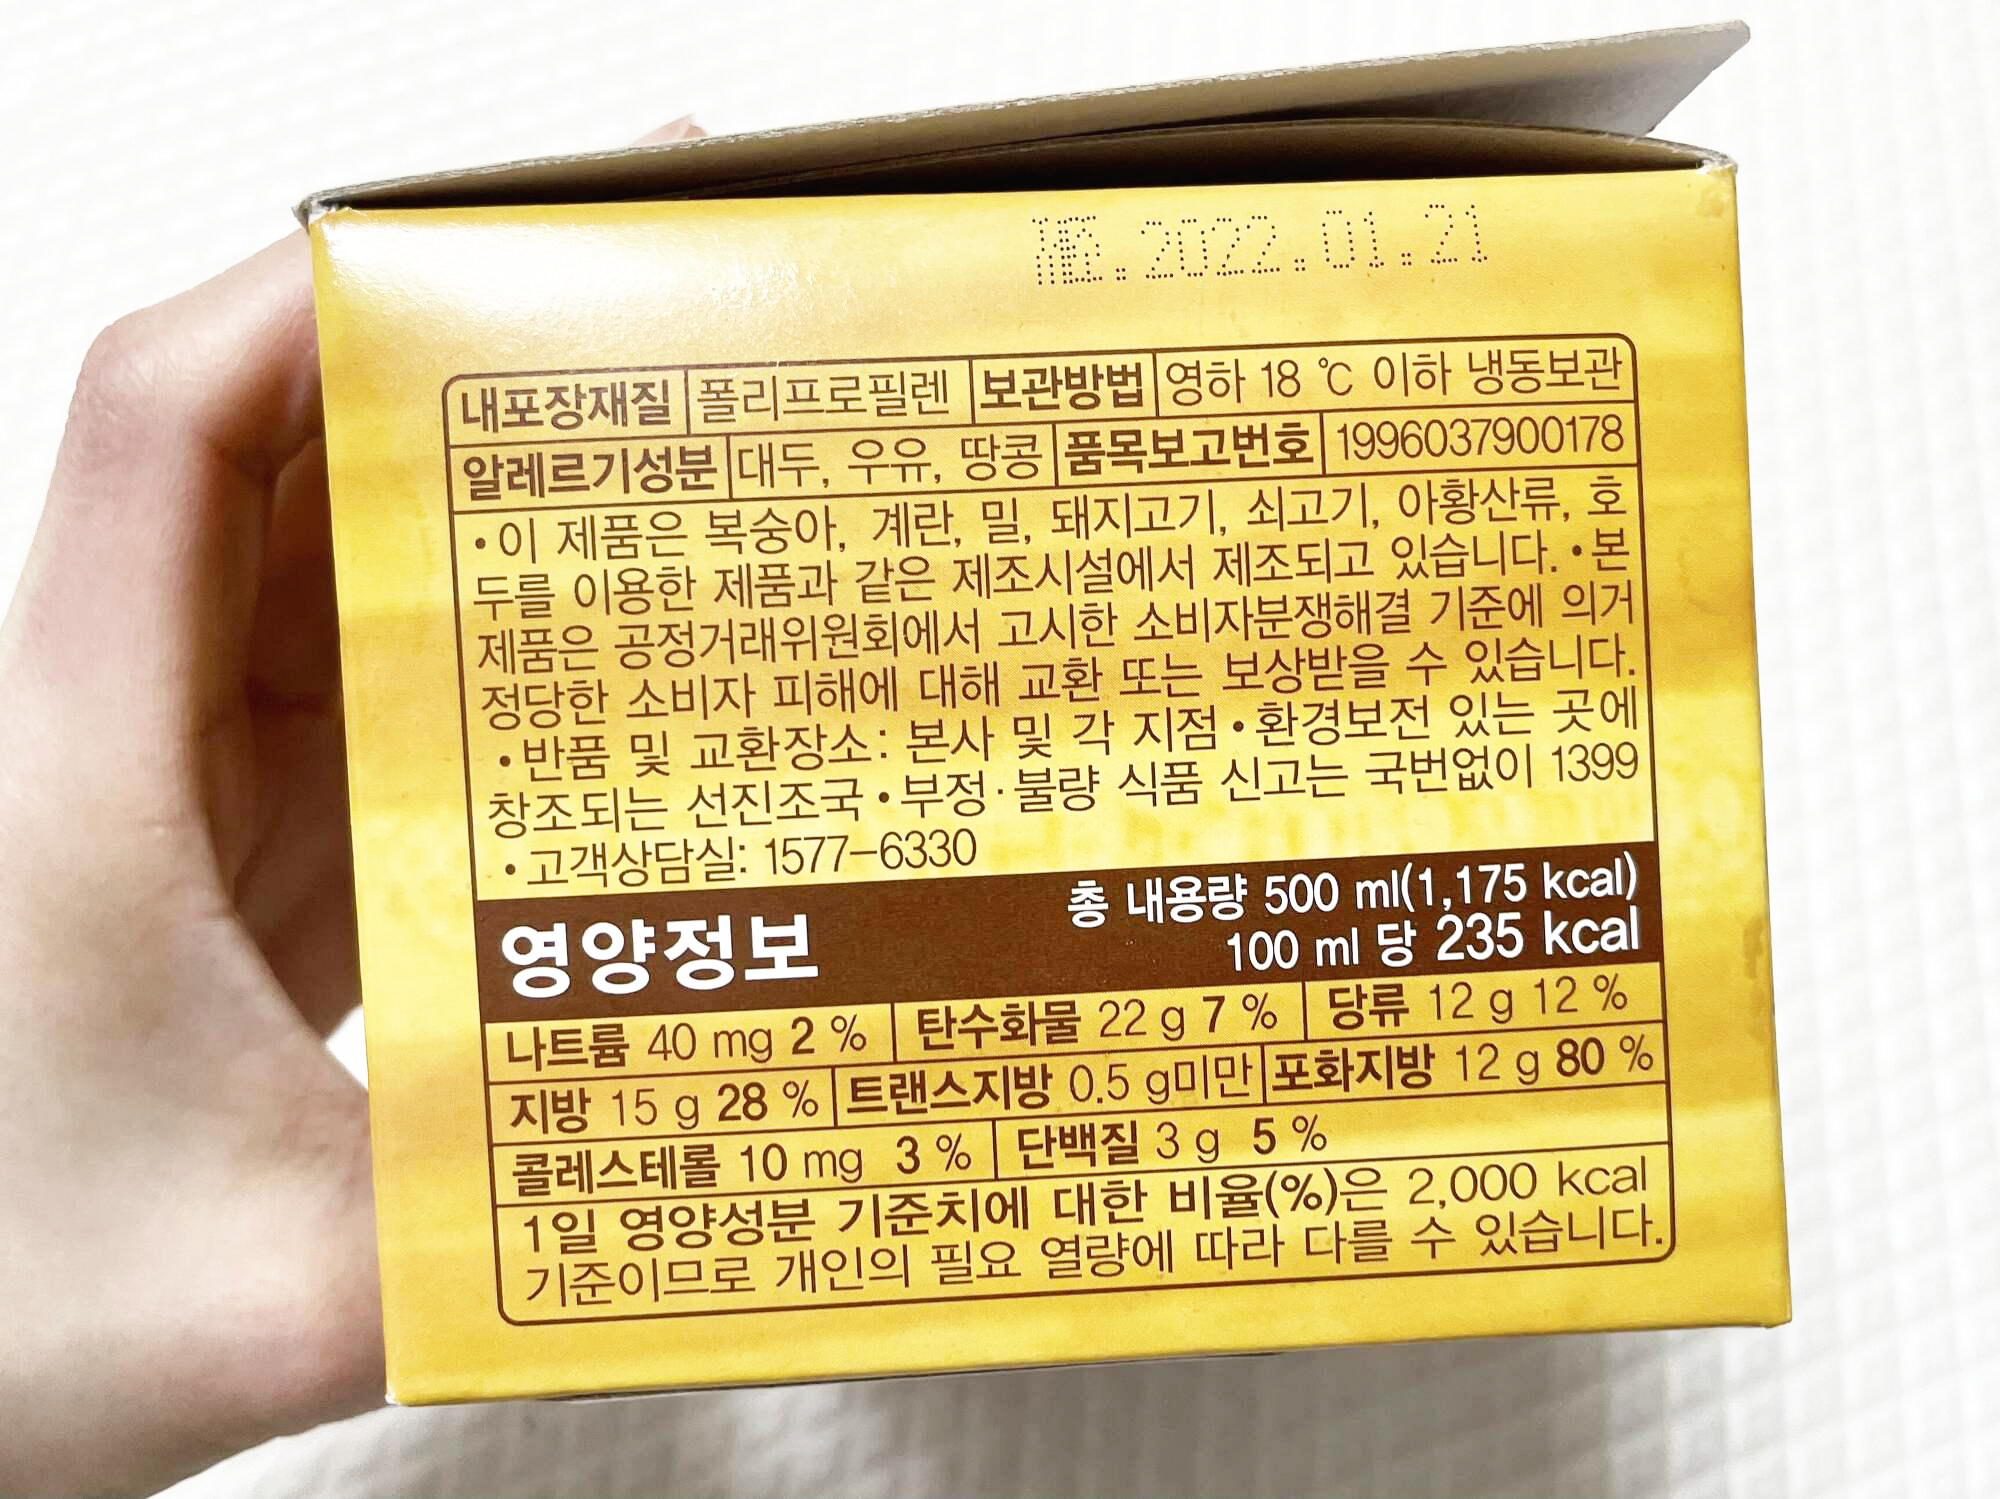 제조.2022.01.21
내포장재질 폴리프로필렌 보관방법 영하 18 ℃ 이하 냉동보관
알레르기성분 대두, 우유, 땅콩 품목보고번호 1996037900178
•이 제품은 복숭아, 계란, 밀, 돼지고기, 쇠고기, 아황산류, 호
두를 이용한 제품과 같은 제조시설에서 제조되고 있습니다. •본
제품은 공정거래위원회에서 고시한 소비자분쟁해결 기준에 의거
정당한 소비자 피해에 대해 교환 또는 보상받을 수 있습니다.
•반품 및 교환장소: 본사 및 각 지점 •환경보전 있는 곳에
창조되는 선진조국 •부정·불량 식품 신고는 국번없이 1399
•고객상담실: 1577-6330
영양정보
총 내용량 500 ml(1,175 kcal)
100 ml 당 235 kcal
나트륨 40 mg 2 % 탄수화물 22 g 7 % 당류 12 g 12 %
지방 15 g 28 % 트랜스지방 0.5 g미만 포화지방 12 g 80 %
콜레스테롤 10 mg 3 % 단백질 3 g 5 %
1일 영양성분 기준치에 대한 비율(%)은 2,000 kcal
기준이므로 개인의 필요 열량에 따라 다를 수 있습니다.